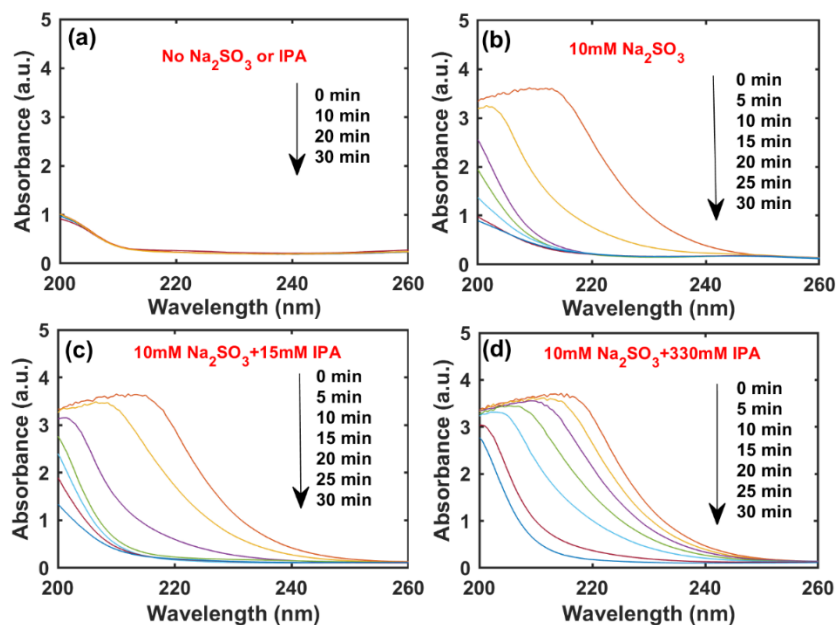 (a)
No Na₂SO₃ or IPA
0 min
10 min
20 min
30 min
Absorbance (a.u.)
5
4
3
2
1
0
200 220 240 260
Wavelength (nm)
(b)
10mM Na₂SO₃
0 min
5 min
10 min
15 min
20 min
25 min
30 min
Absorbance (a.u.)
5
4
3
2
1
0
200 220 240 260
Wavelength (nm)
(c)
10mM Na₂SO₃+15mM IPA
0 min
5 min
10 min
15 min
20 min
25 min
30 min
Absorbance (a.u.)
5
4
3
2
1
0
200 220 240 260
Wavelength (nm)
(d)
10mM Na₂SO₃+330mM IPA
0 min
5 min
10 min
15 min
20 min
25 min
30 min
Absorbance (a.u.)
5
4
3
2
1
0
200 220 240 260
Wavelength (nm)